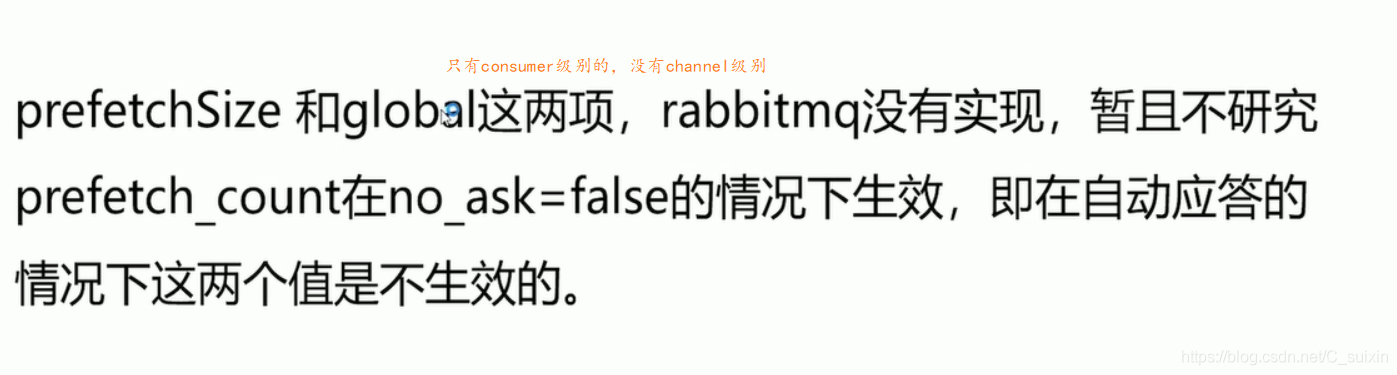 只有consumer级别的，没有channel级别
prefetchSize 和global这两项，rabbitmq没有实现，暂且不研究
prefetch_count在no_ask=false的情况下生效，即在自动应答的
情况下这两个值是不生效的。
https://blog.csdn.net/C_suixin